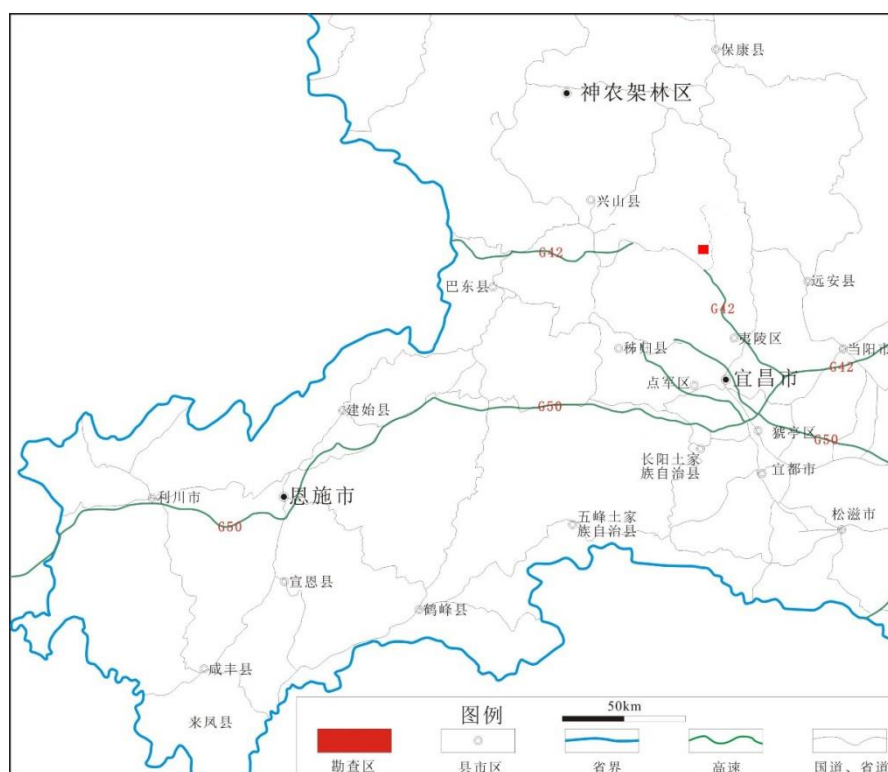 保康县
神农架林区
兴山县
G42
巴东县
远安县
G42
夷陵区
秭归县
当阳市
点军区
宜昌市
G42
建始县
G50
猇亭区
G50
长阳土家
族自治县
宜都市
利川市
恩施市
五峰土家
族自治县
松滋市
G50
宣恩县
鹤峰县
咸丰县
来凤县
图例
50km
勘查区
县市区
省界
高速
国道、省道